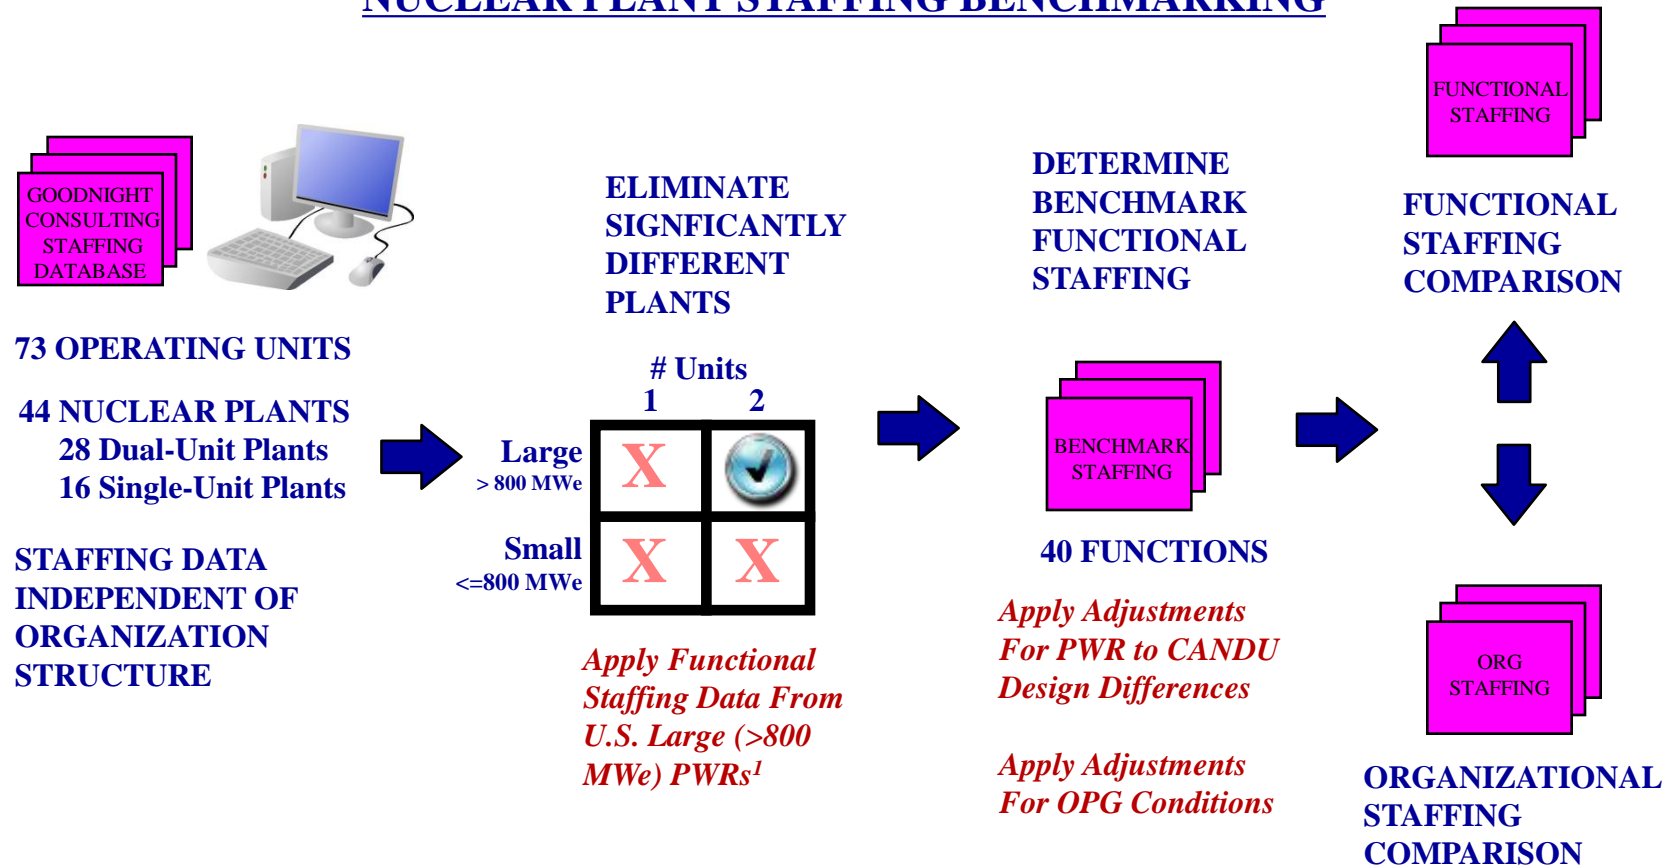 NUCLEAR PLANT STAFFING BENCHMARKING
GOODNIGHT
CONSULTING
STAFFING
DATABASE
73 OPERATING UNITS
44 NUCLEAR PLANTS
28 Dual-Unit Plants
16 Single-Unit Plants
STAFFING DATA
INDEPENDENT OF
ORGANIZATION
STRUCTURE
ELIMINATE
SIGNFICANTLY
DIFFERENT
PLANTS
# Units
1 2
Large
> 800 MWe
X
Small
<=800 MWe
X X
Apply Functional
Staffing Data From
U.S. Large (>800
MWe) PWRs¹
DETERMINE
BENCHMARK
FUNCTIONAL
STAFFING
BENCHMARK
STAFFING
40 FUNCTIONS
Apply Adjustments
For PWR to CANDU
Design Differences
Apply Adjustments
For OPG Conditions
FUNCTIONAL
STAFFING
FUNCTIONAL
STAFFING
COMPARISON
ORG
STAFFING
ORGANIZATIONAL
STAFFING
COMPARISON